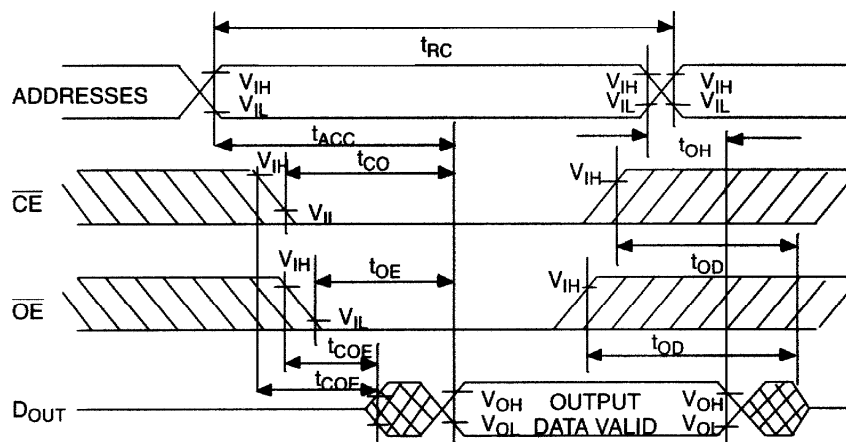 tRC
ADDRESSES
VIH
VIL
VIH
VIL
VIH
VIL
tACC
tOH
tCO
CE
VIH
VIL
VIH
tOD
OE
VIH
VIL
tOE
VIH
tOD
tCOE
tCOE
DOUT
VOH
VOL
OUTPUT
DATA VALID
VOH
VOL